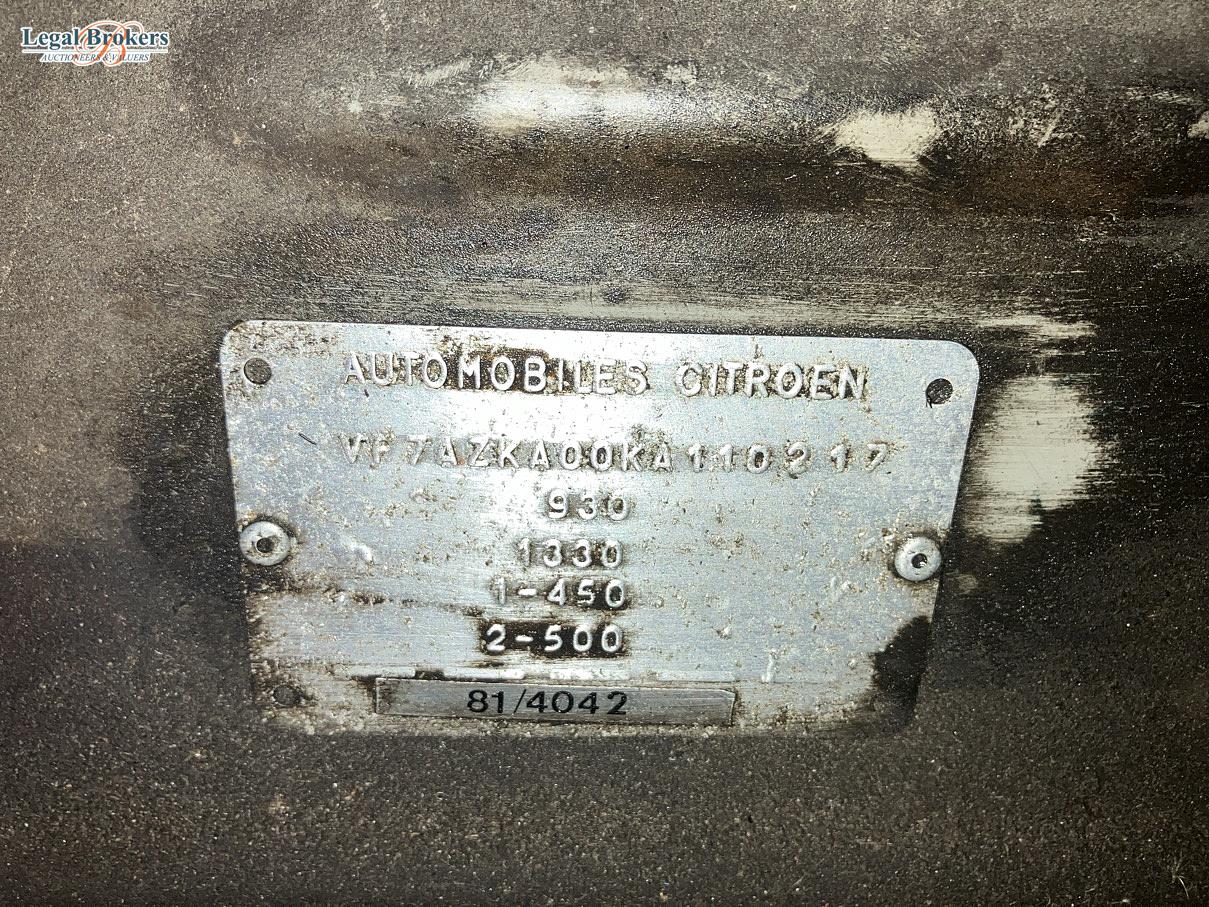 Legal Brokers
AUCTIONEERS & VALUERS
AUTOMOBILES CITROEN
VF7AZKA00KA110217
930
1330
1-450
2-500
81/4042